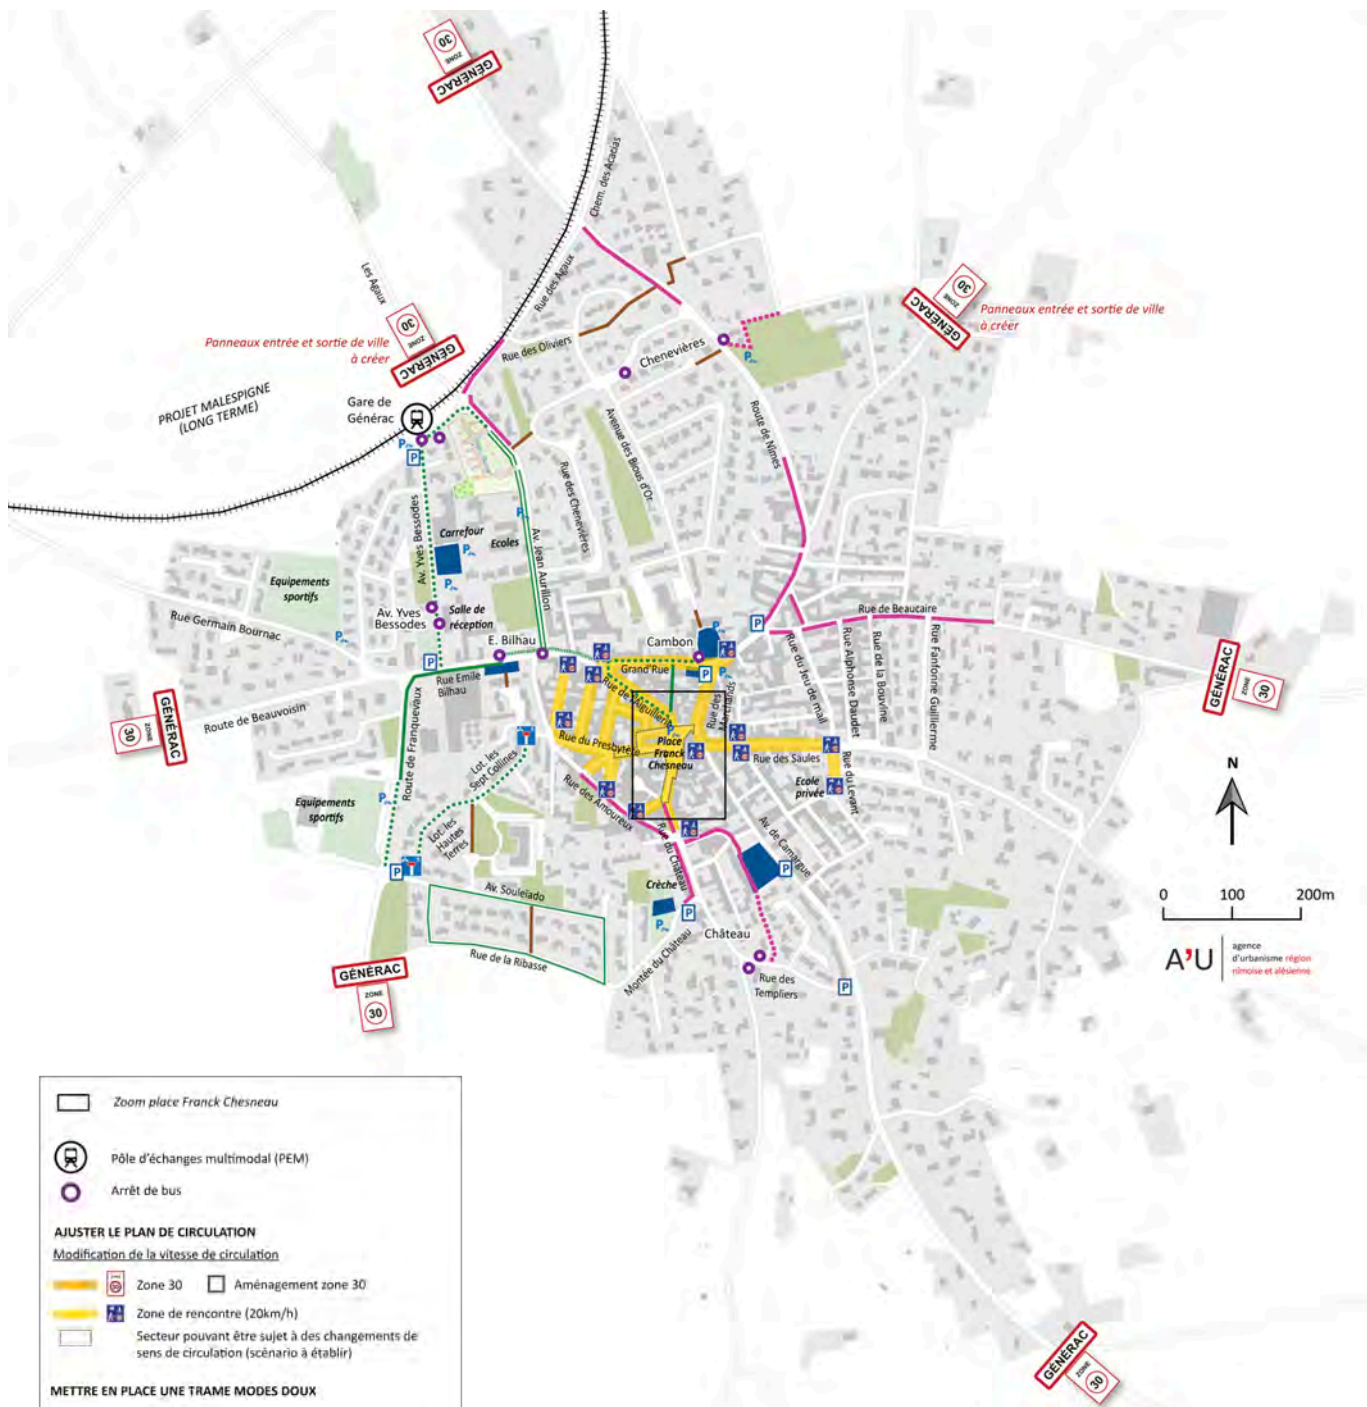 30
ZONE
GÉNÉRAC
Chem. des Acacias
Les Agaux
Rue des Agaux
30
ZONE
GÉNÉRAC
Panneaux entrée et sortie de ville
à créer
30
ZONE
GÉNÉRAC
Panneaux entrée et sortie de ville
à créer
PROJET MALESPIGNE
(LONG TERME)
Gare de
Générac
Rue des Oliviers
Chenevières
Avenue des Bious d'Or
Route de Nîmes
Rue des Chenevières
Av. Yves Bessodes
Carrefour
Ecoles
Av. Jean Aurillon
Equipements
sportifs
Rue Germain Bournac
Av. Yves
Bessodes
Salle de
réception
E. Bilhau
Cambon
Rue de Beaucaire
Rue Emile
Bilhau
Grand'Rue
Rue de l'Aiguillerie
Rue des
Marchands
Rue du Jeu de mail
Rue Alphonse Daudet
Rue de la Bouvine
Rue Fanfonne Guillerme
GÉNÉRAC
ZONE
30
30
ZONE
GÉNÉRAC
Route de Beauvoisin
Route de Franquevaux
Rue du Presbytère
Place
Franck
Chesneau
Rue des Saules
Ecole
privée
Rue du Levant
Lot. les
Sept Collines
Rue des Amoureux
Equipements
sportifs
Lot. les
Hautes
Terres
Rue du Château
Av. de Camargue
Av. Souleïado
Crèche
Château
Rue de la Ribasse
Montée du Château
Rue des
Templiers
GÉNÉRAC
ZONE
30
N
0 100 200m
A'U
agence
d'urbanisme région
nîmoise et alésienne
P
P
P
P
P
P
P
P
P
Zoom place Franck Chesneau
Pôle d'échanges multimodal (PEM)
Arrêt de bus
AJUSTER LE PLAN DE CIRCULATION
Modification de la vitesse de circulation
Zone 30 Aménagement zone 30
Zone de rencontre (20km/h)
Secteur pouvant être sujet à des changements de
sens de circulation (scénario à établir)
METTRE EN PLACE UNE TRAME MODES DOUX
GÉNÉRAC
ZONE
30